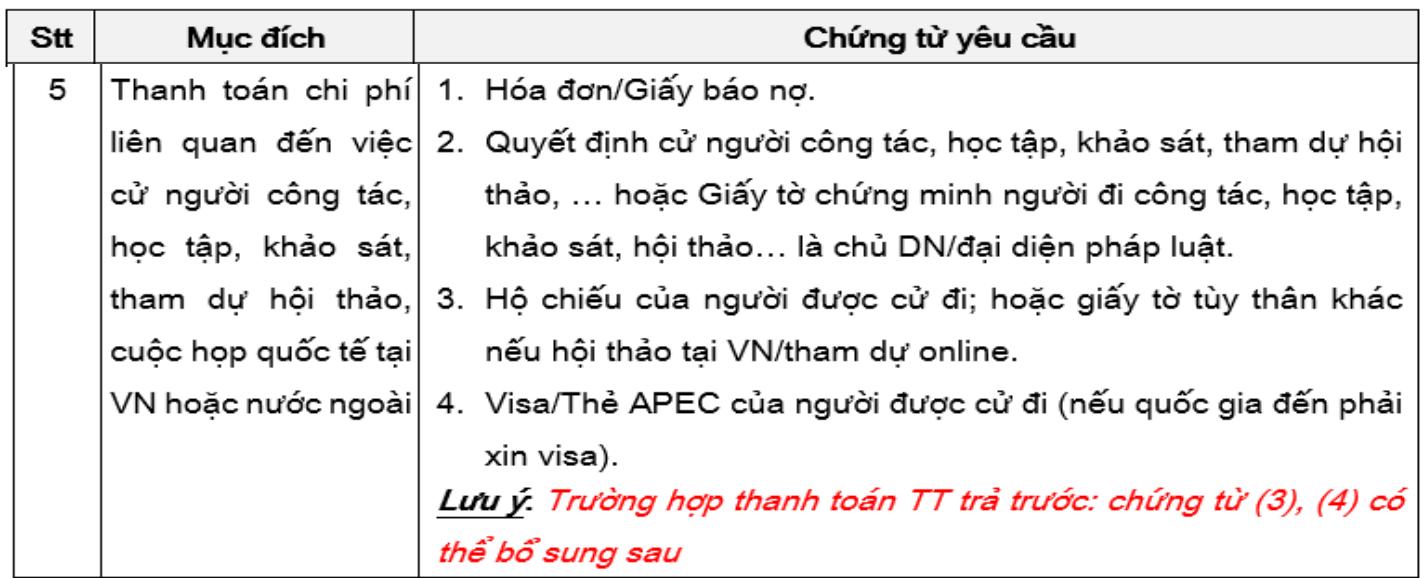 Stt Mục đích Chứng từ yêu cầu
5
Thanh toán chi phí
liên quan đến việc
cử người công tác,
học tập, khảo sát,
tham dự hội thảo,
cuộc họp quốc tế tại
VN hoặc nước ngoài
1. Hóa đơn/Giấy báo nợ.
2. Quyết định cử người công tác, học tập, khảo sát, tham dự hội
thảo, … hoặc Giấy tờ chứng minh người đi công tác, học tập,
khảo sát, hội thảo… là chủ DN/đại diện pháp luật.
3. Hộ chiếu của người được cử đi; hoặc giấy tờ tùy thân khác
nếu hội thảo tại VN/tham dự online.
4. Visa/Thẻ APEC của người được cử đi (nếu quốc gia đến phải
xin visa).
Lưu ý: Trường hợp thanh toán TT trả trước: chứng từ (3), (4) có
thể bổ sung sau